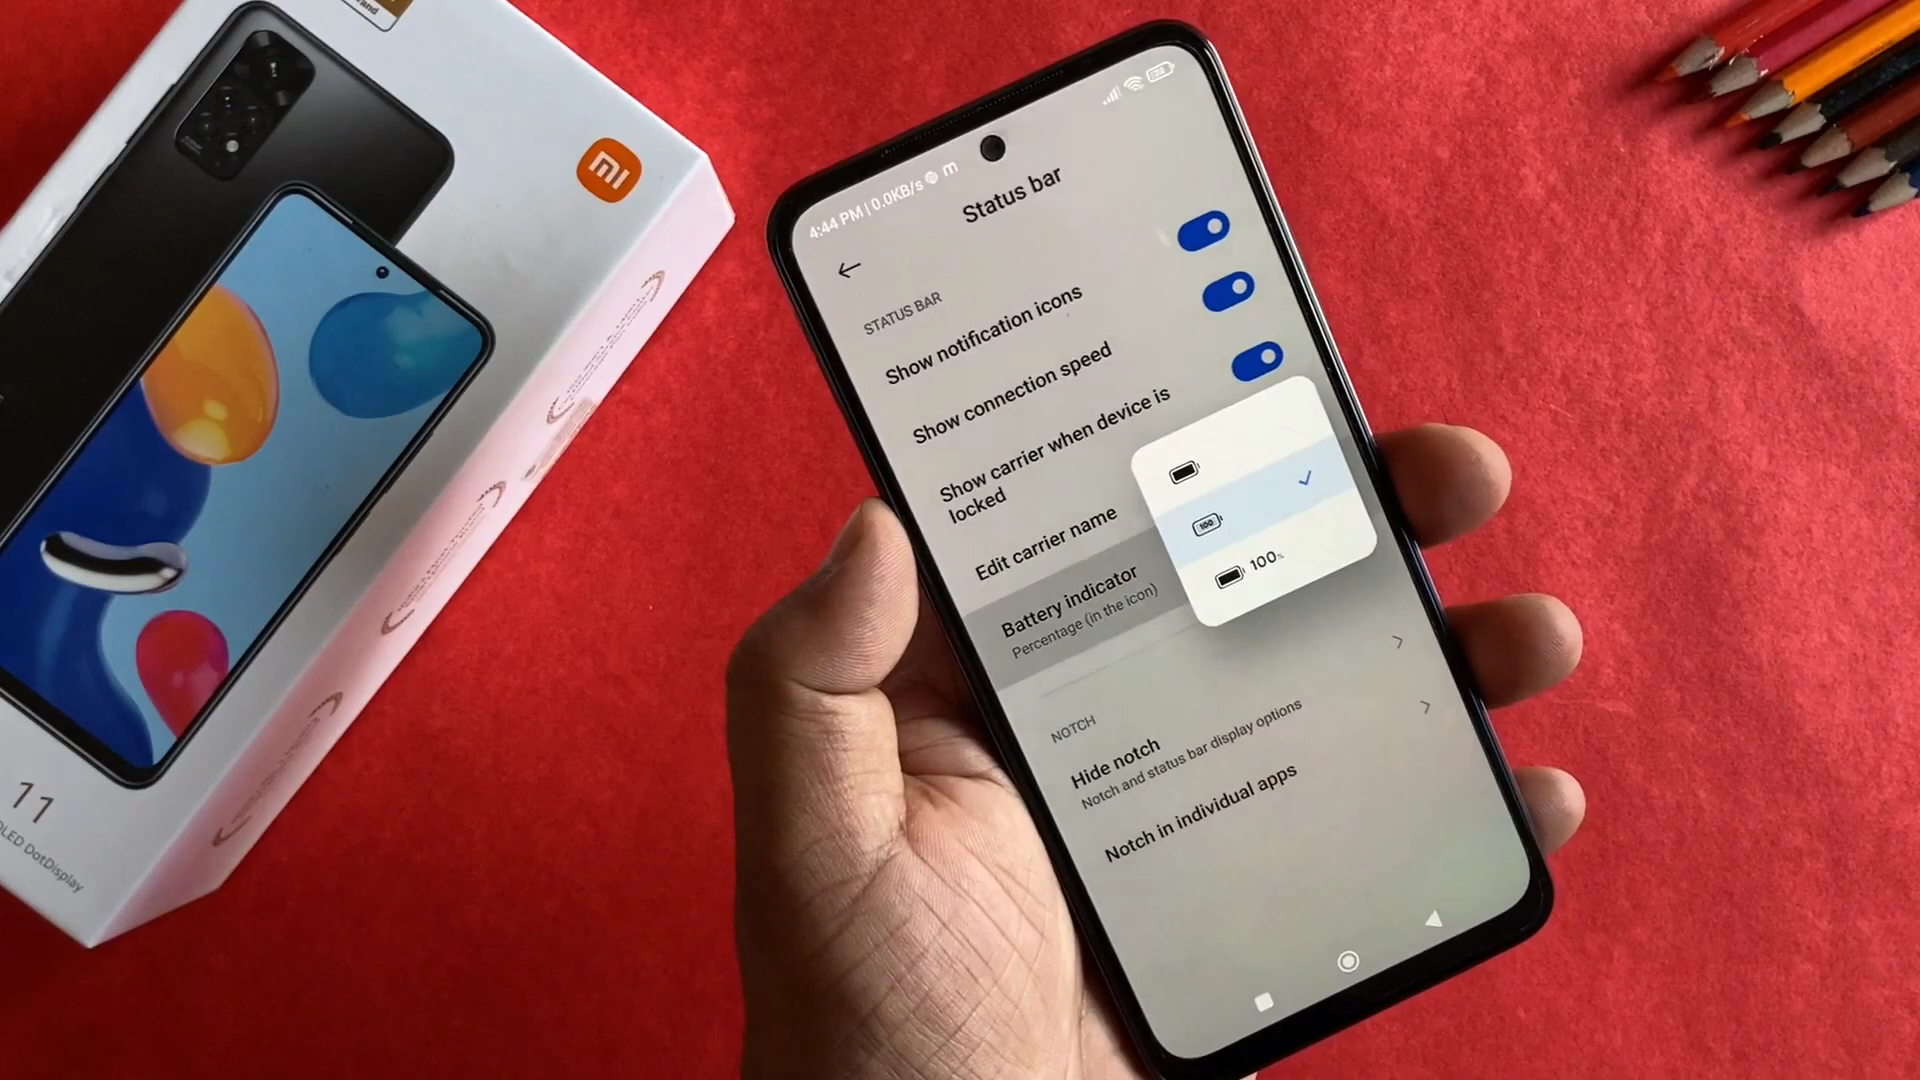 rand
mi
11
OLED DotDisplay
4:44 PM | 0.0KB/s m
Status bar
STATUS BAR
Show notification icons
Show connection speed
Show carrier when device is
locked
Edit carrier name
Battery indicator
Percentage (in the icon)
100
100%
NOTCH
Hide notch
Notch and status bar display options
Notch in individual apps